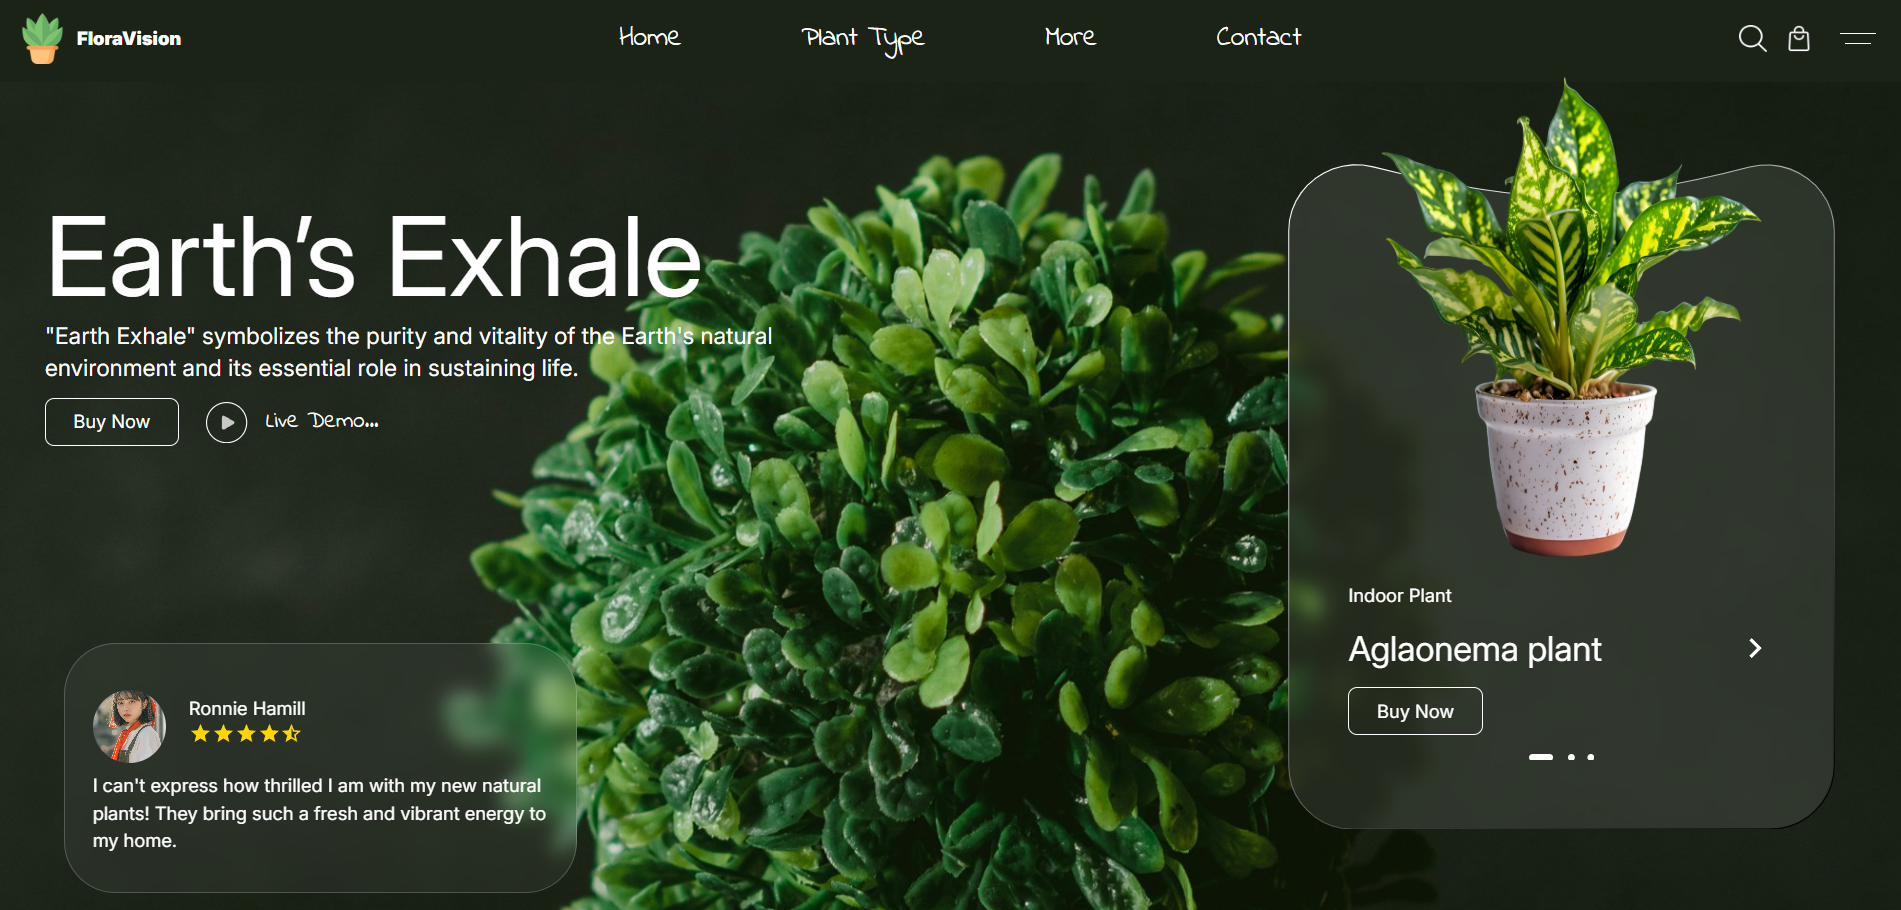 FloraVision
Home
Plant Type
More
Contact
Earth’s Exhale
"Earth Exhale" symbolizes the purity and vitality of the Earth's natural
environment and its essential role in sustaining life.
Buy Now
Live Demo...
Ronnie Hamill
I can't express how thrilled I am with my new natural
plants! They bring such a fresh and vibrant energy to
my home.
Indoor Plant
Aglaonema plant
Buy Now